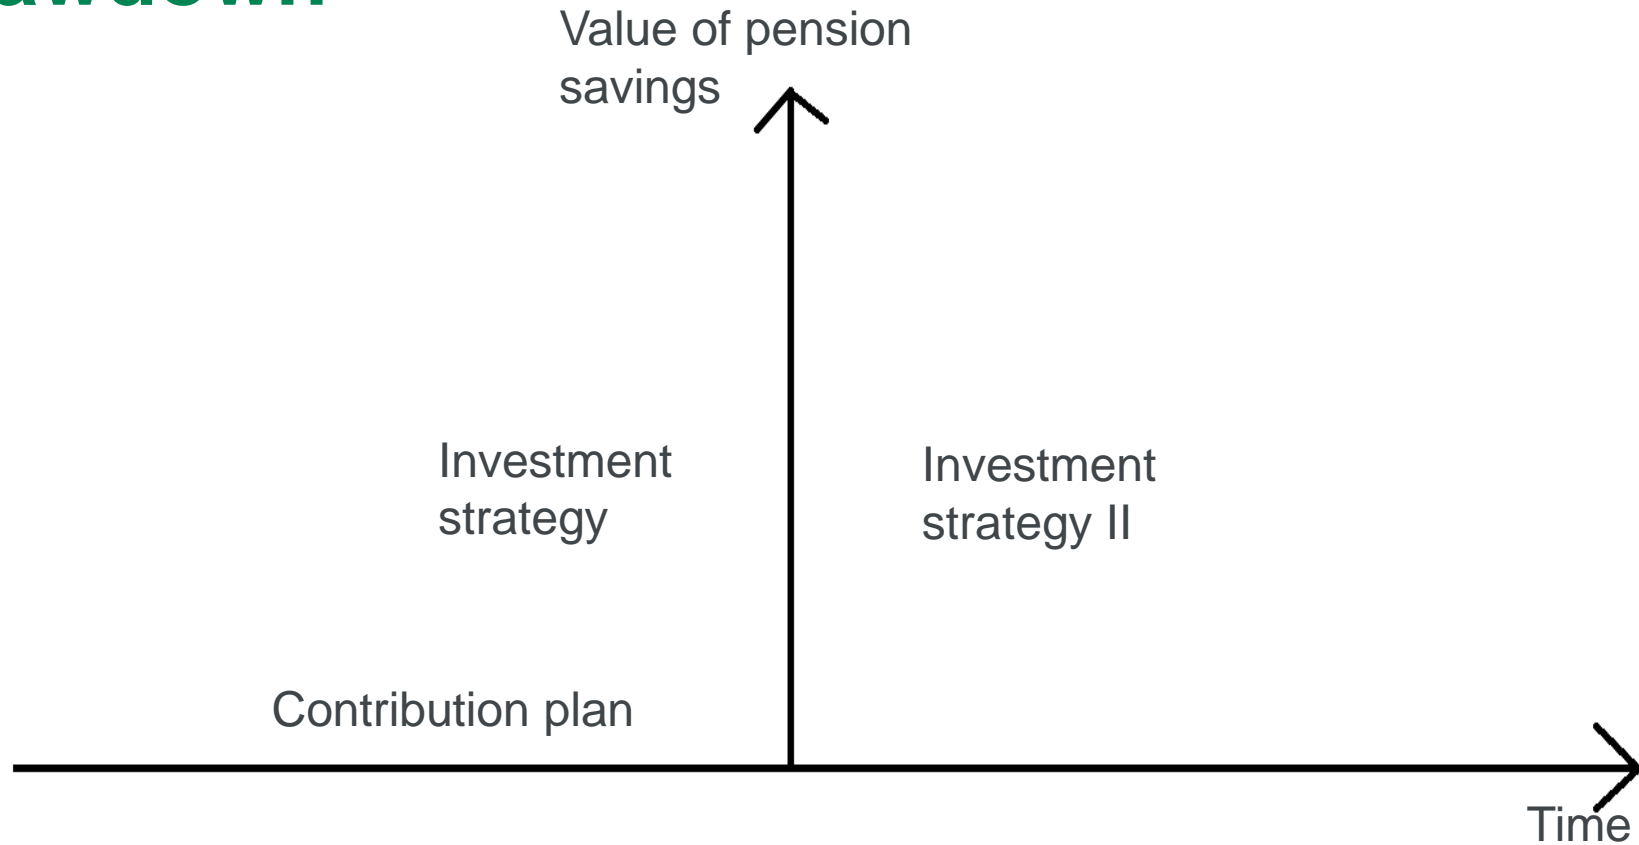 Value of pension
savings
Investment
strategy
Investment
strategy II
Contribution plan
Time